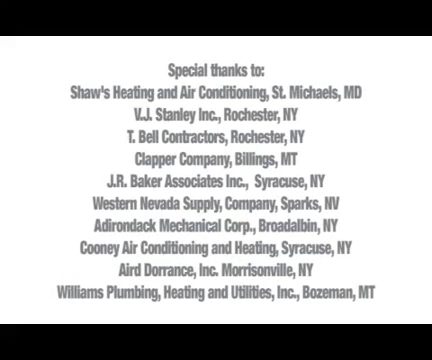 Special thanks to:
Shaw's Heating and Air Conditioning, St. Michaels, MD
V.J. Stanley Inc., Rochester, NY
T. Bell Contractors, Rochester, NY
Clapper Company, Billings, MT
J.R. Baker Associates Inc., Syracuse, NY
Western Nevada Supply, Company, Sparks, NV
Adirondack Mechanical Corp., Broadalbin, NY
Cooney Air Conditioning and Heating, Syracuse, NY
Aird Dorrance, Inc. Morrisonville, NY
Williams Plumbing, Heating and Utilities, Inc., Bozeman, MT